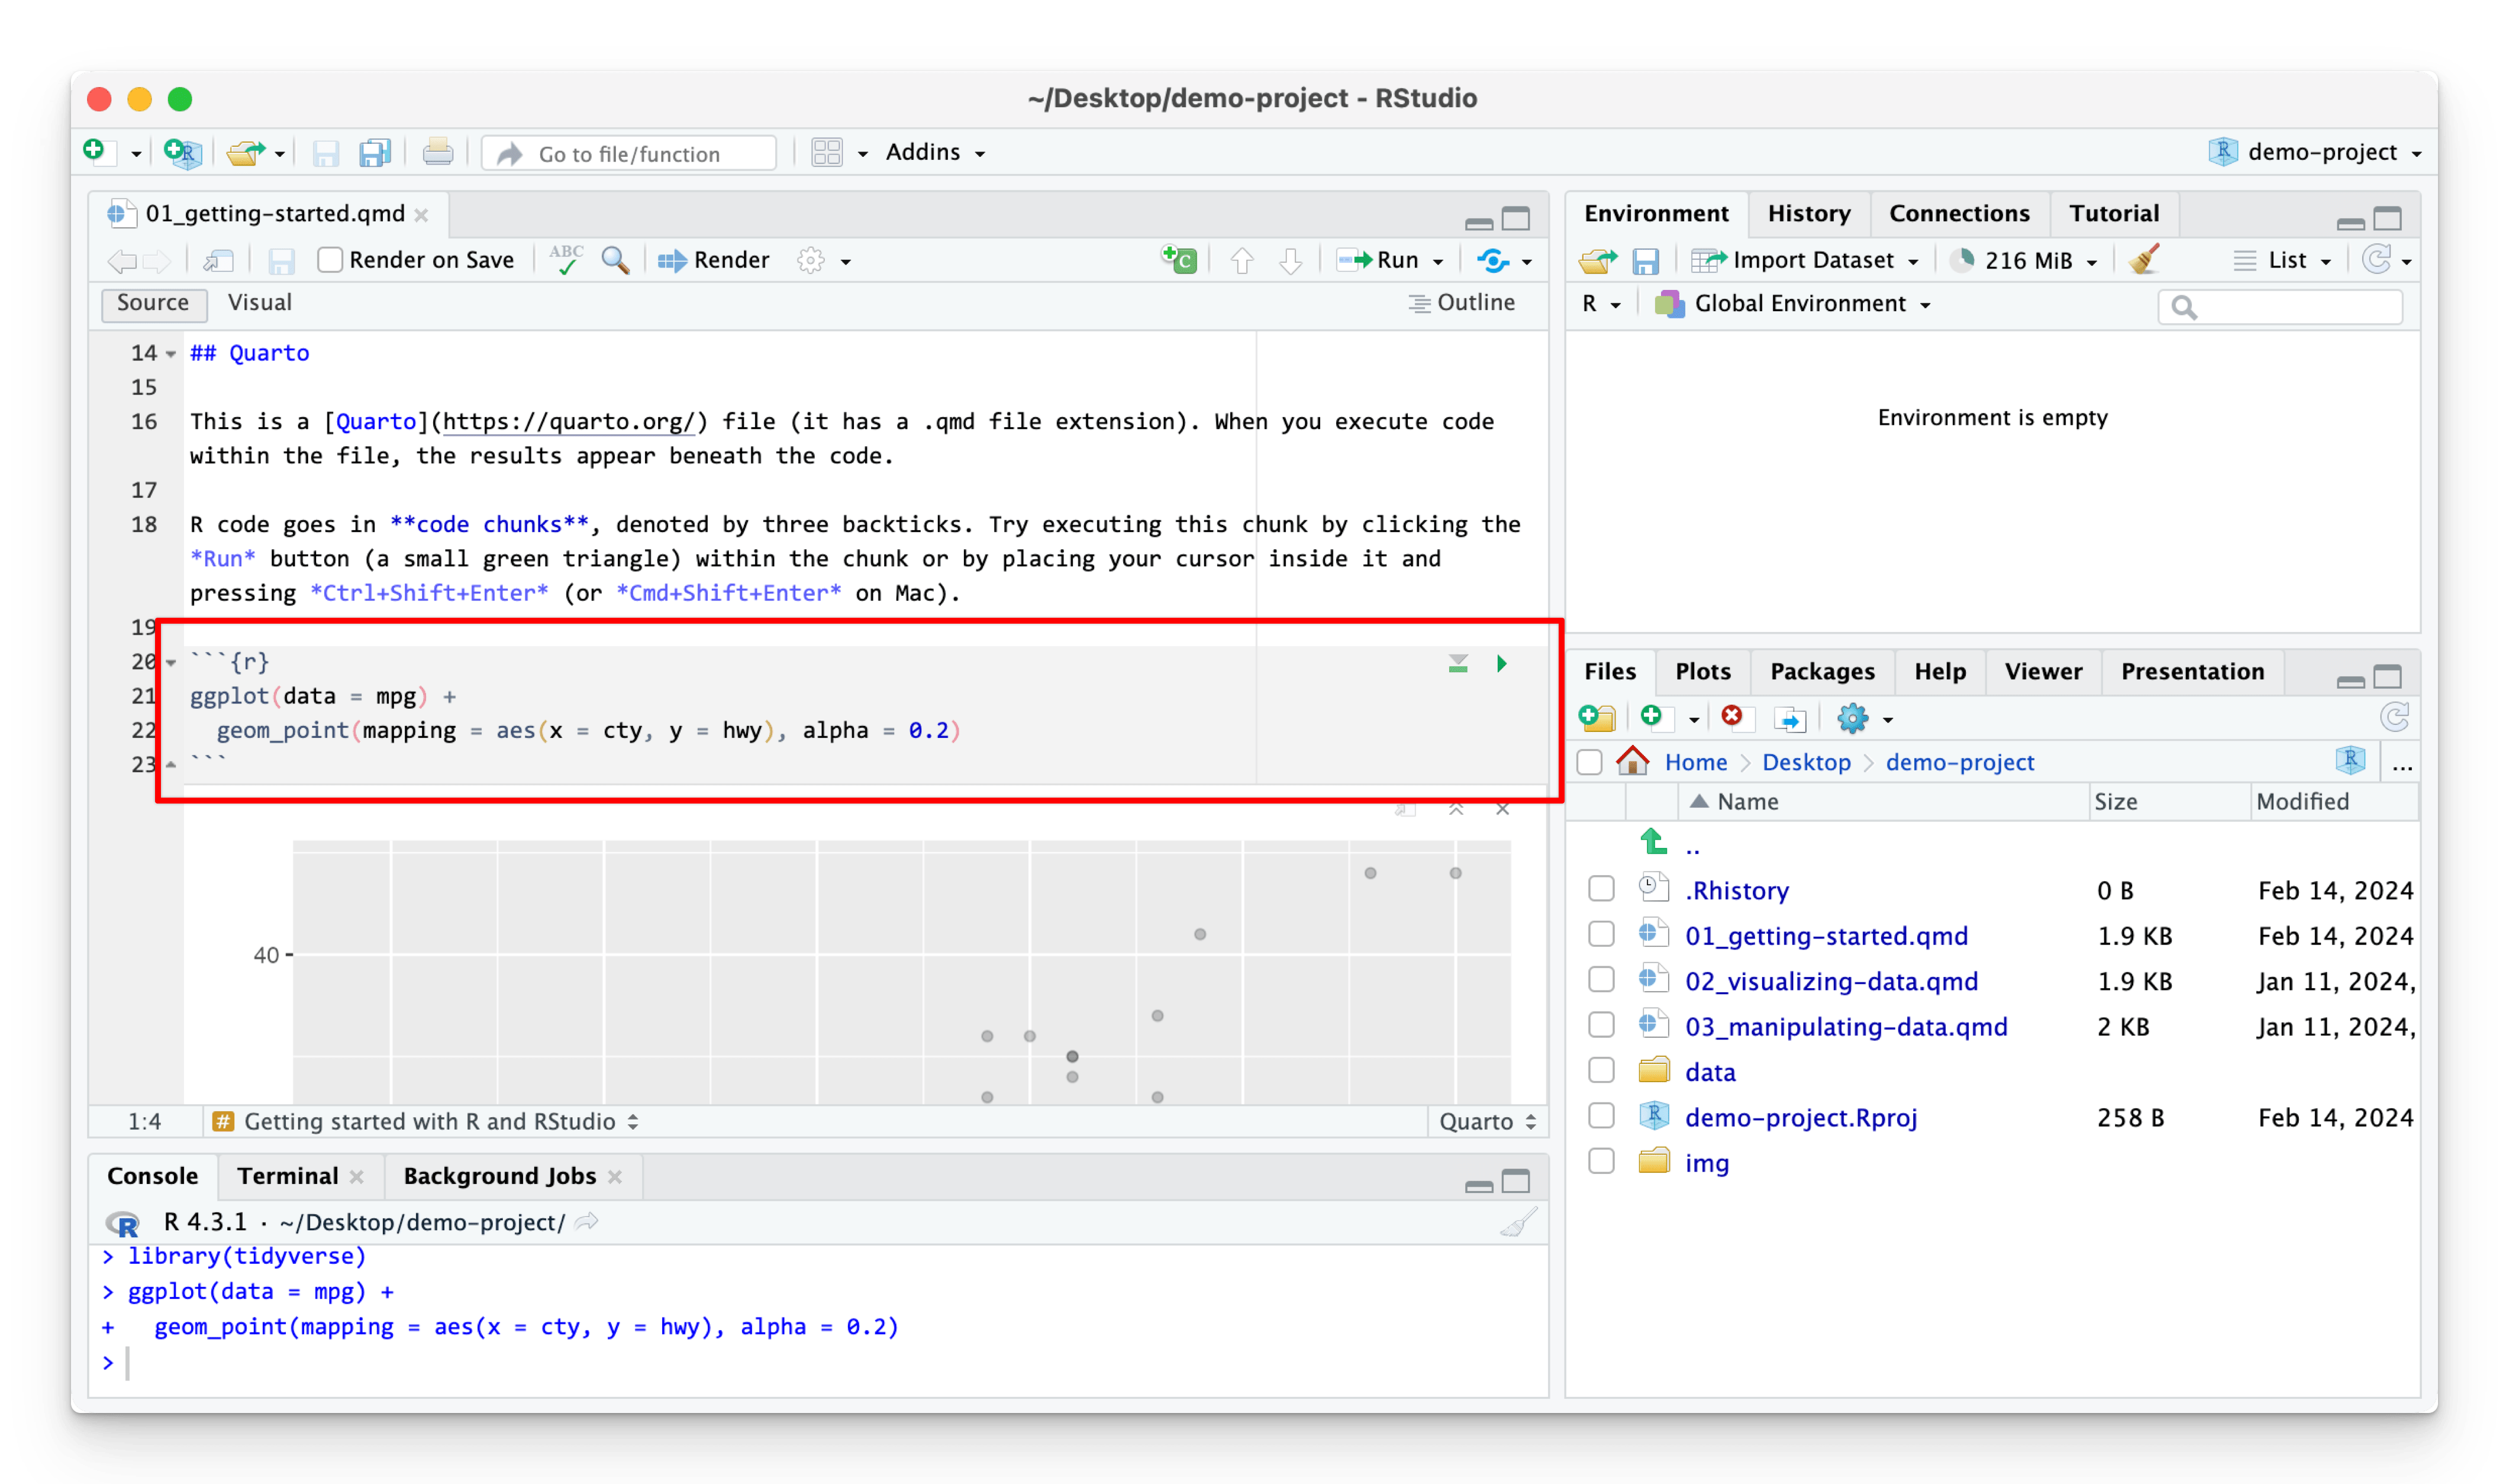 ~/Desktop/demo-project - RStudio
Go to file/function
Addins
demo-project
01_getting-started.qmd
Render on Save
ABC
Render
Run
Source
Visual
Outline
14
## Quarto
15
16
This is a [Quarto](https://quarto.org/) file (it has a .qmd file extension). When you execute code
within the file, the results appear beneath the code.
17
18
R code goes in **code chunks**, denoted by three backticks. Try executing this chunk by clicking the
*Run* button (a small green triangle) within the chunk or by placing your cursor inside it and
pressing *Ctrl+Shift+Enter* (or *Cmd+Shift+Enter* on Mac).
19
20
```{r}
21
ggplot(data = mpg) +
22
geom_point(mapping = aes(x = cty, y = hwy), alpha = 0.2)
23
```
40
1:4
# Getting started with R and RStudio
Quarto
Console
Terminal
Background Jobs
R 4.3.1 · ~/Desktop/demo-project/
> library(tidyverse)
> ggplot(data = mpg) +
+ geom_point(mapping = aes(x = cty, y = hwy), alpha = 0.2)
>
Environment
History
Connections
Tutorial
Import Dataset
216 MiB
List
R
Global Environment
Environment is empty
Files
Plots
Packages
Help
Viewer
Presentation
Home
Desktop
demo-project
...
Name
Size
Modified
..
.Rhistory
0 B
Feb 14, 2024
01_getting-started.qmd
1.9 KB
Feb 14, 2024
02_visualizing-data.qmd
1.9 KB
Jan 11, 2024,
03_manipulating-data.qmd
2 KB
Jan 11, 2024,
data
demo-project.Rproj
258 B
Feb 14, 2024
img